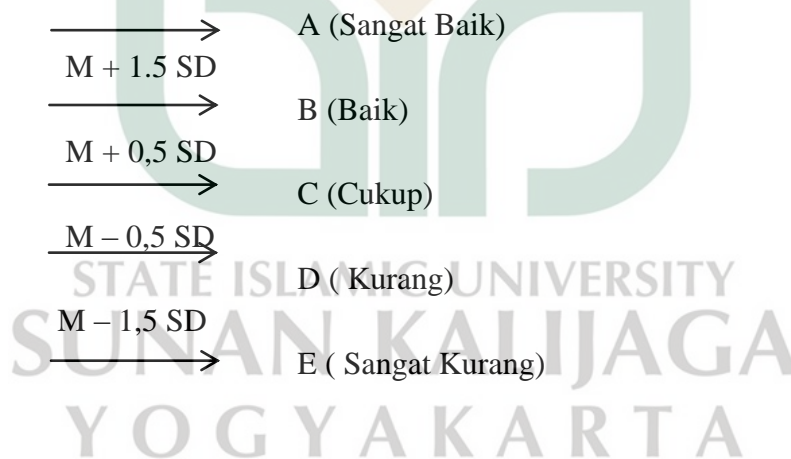 A (Sangat Baik)
M + 1.5 SD
B (Baik)
M + 0,5 SD
C (Cukup)
M – 0,5 SD
D ( Kurang)
M – 1,5 SD
E ( Sangat Kurang)
STATE ISLAMIC UNIVERSITY
SUNAN KALIJAGA
YOGYAKARTA